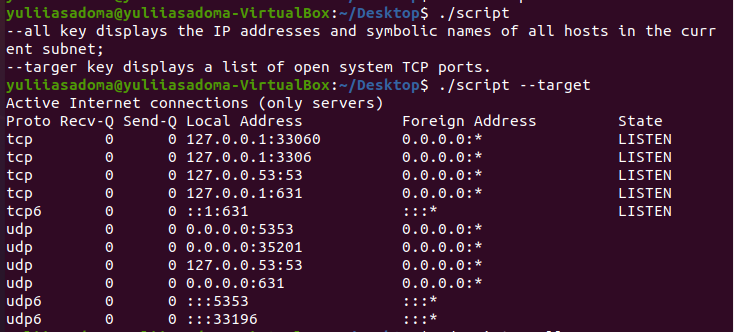 yuliiasadoma@yuliiasadoma-VirtualBox:~/Desktop$ ./script
--all key displays the IP addresses and symbolic names of all hosts in the curr
ent subnet;
--targer key displays a list of open system TCP ports.
yuliiasadoma@yuliiasadoma-VirtualBox:~/Desktop$ ./script --target
Active Internet connections (only servers)
Proto Recv-Q Send-Q Local Address           Foreign Address         State
tcp        0      0 127.0.0.1:33060         0.0.0.0:*               LISTEN
tcp        0      0 127.0.0.1:3306          0.0.0.0:*               LISTEN
tcp        0      0 127.0.0.53:53           0.0.0.0:*               LISTEN
tcp        0      0 127.0.0.1:631           0.0.0.0:*               LISTEN
tcp6       0      0 ::1:631                 :::*                    LISTEN
udp        0      0 0.0.0.0:5353            0.0.0.0:*
udp        0      0 0.0.0.0:35201           0.0.0.0:*
udp        0      0 127.0.0.53:53           0.0.0.0:*
udp        0      0 0.0.0.0:631             0.0.0.0:*
udp6       0      0 :::5353                 :::*
udp6       0      0 :::33196                :::*